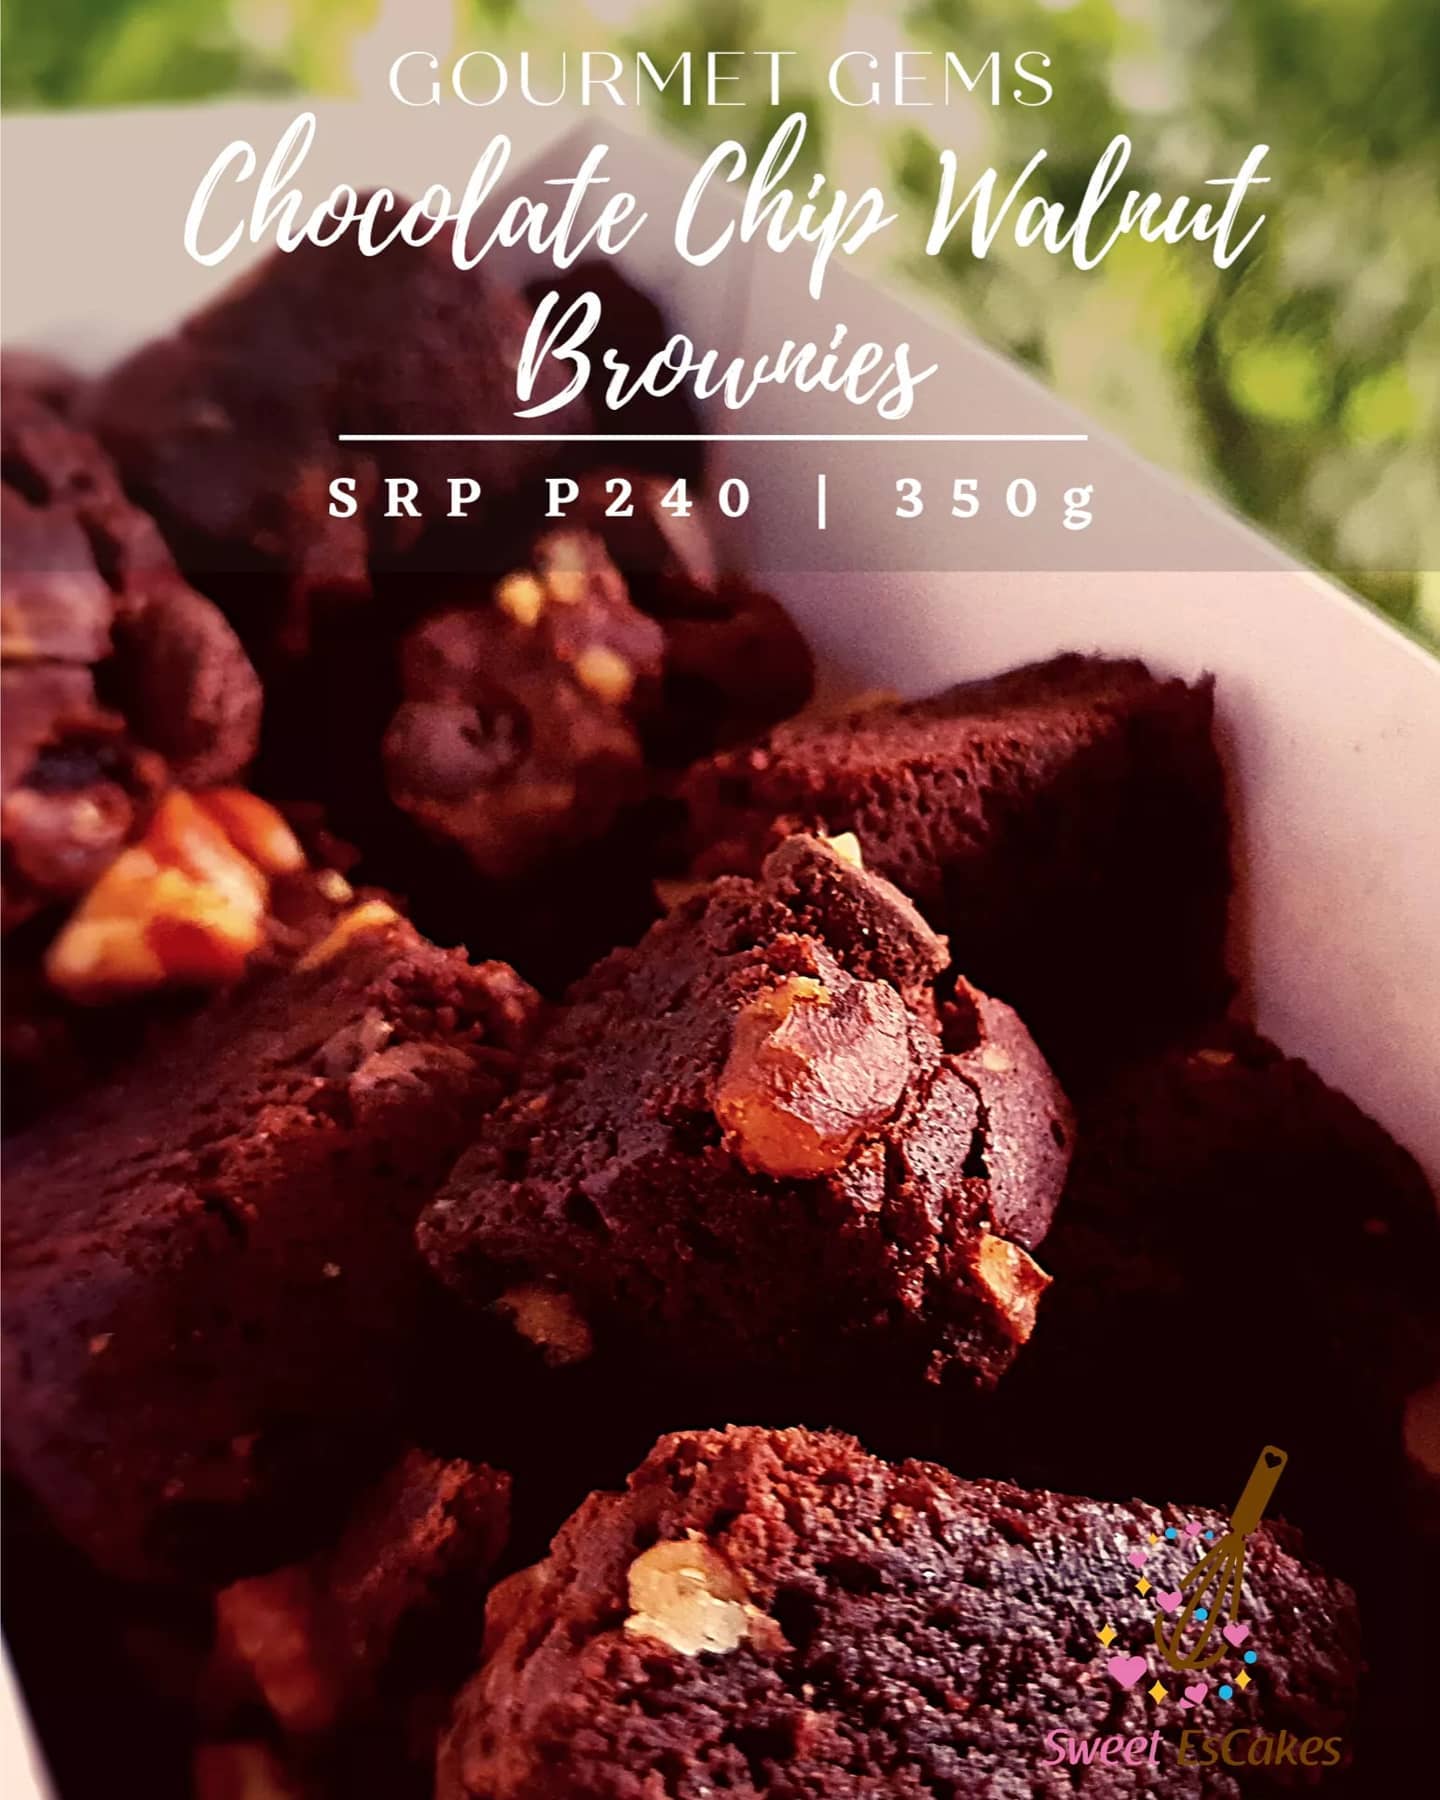 GOURMET GEMS
Chocolate Chip Walnut
Brownies
SRP P240 | 350g
Sweet EsCakes